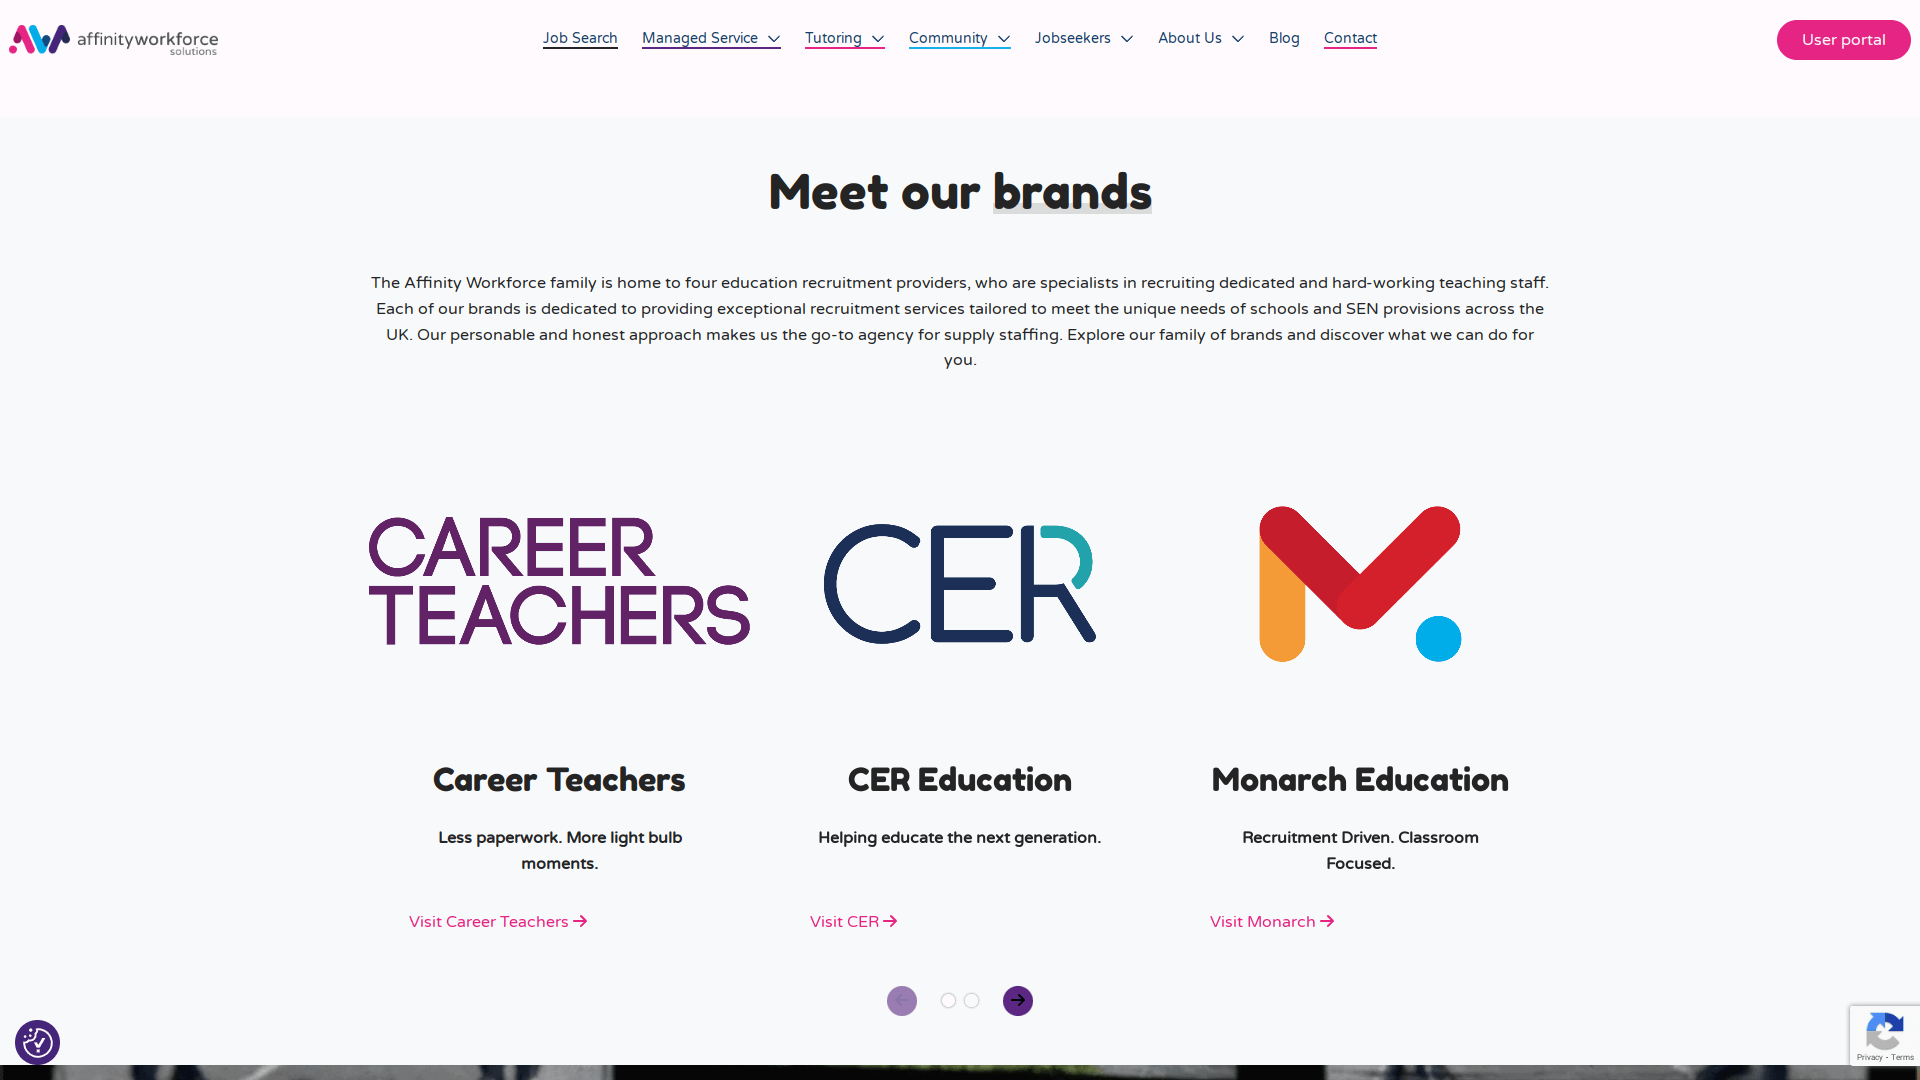 affinityworkforce
solutions
Job Search
Managed Service
Tutoring
Community
Jobseekers
About Us
Blog
Contact
User portal
Meet our brands
The Affinity Workforce family is home to four education recruitment providers, who are specialists in recruiting dedicated and hard-working teaching staff.
Each of our brands is dedicated to providing exceptional recruitment services tailored to meet the unique needs of schools and SEN provisions across the
UK. Our personable and honest approach makes us the go-to agency for supply staffing. Explore our family of brands and discover what we can do for
you.
CAREER
TEACHERS
CER
Career Teachers
Less paperwork. More light bulb
moments.
Visit Career Teachers
CER Education
Helping educate the next generation.
Visit CER
Monarch Education
Recruitment Driven. Classroom
Focused.
Visit Monarch
Privacy - Terms